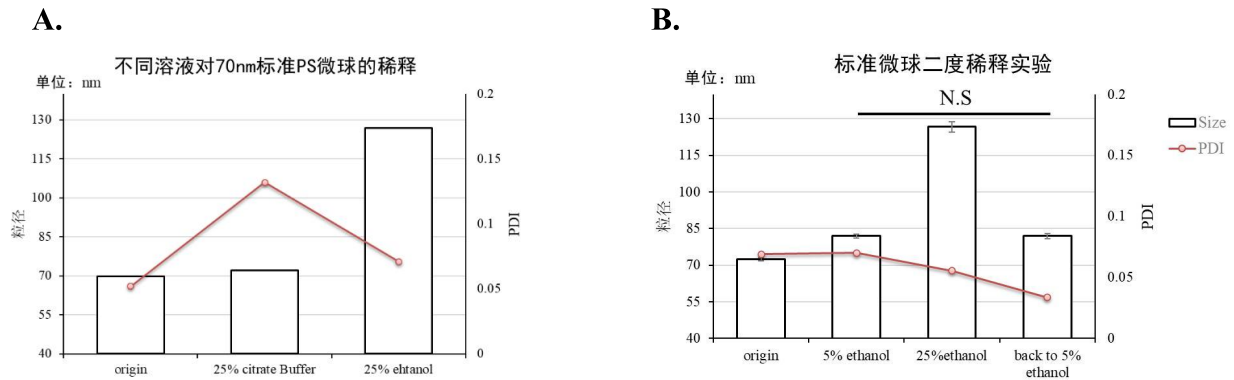 A.
不同溶液对70nm标准PS微球的稀释
单位：nm
130
115
100
85
70
55
40
粒径
0.2
0.15
0.1
0.05
0
PDI
origin
25% citrate Buffer
25% ehtanol
B.
标准微球二度稀释实验
单位：nm
N.S
130
115
100
85
70
55
40
粒径
0.2
0.15
0.1
0.05
0
PDI
origin
5% ethanol
25%ethanol
back to 5%
ethanol
Size
PDI